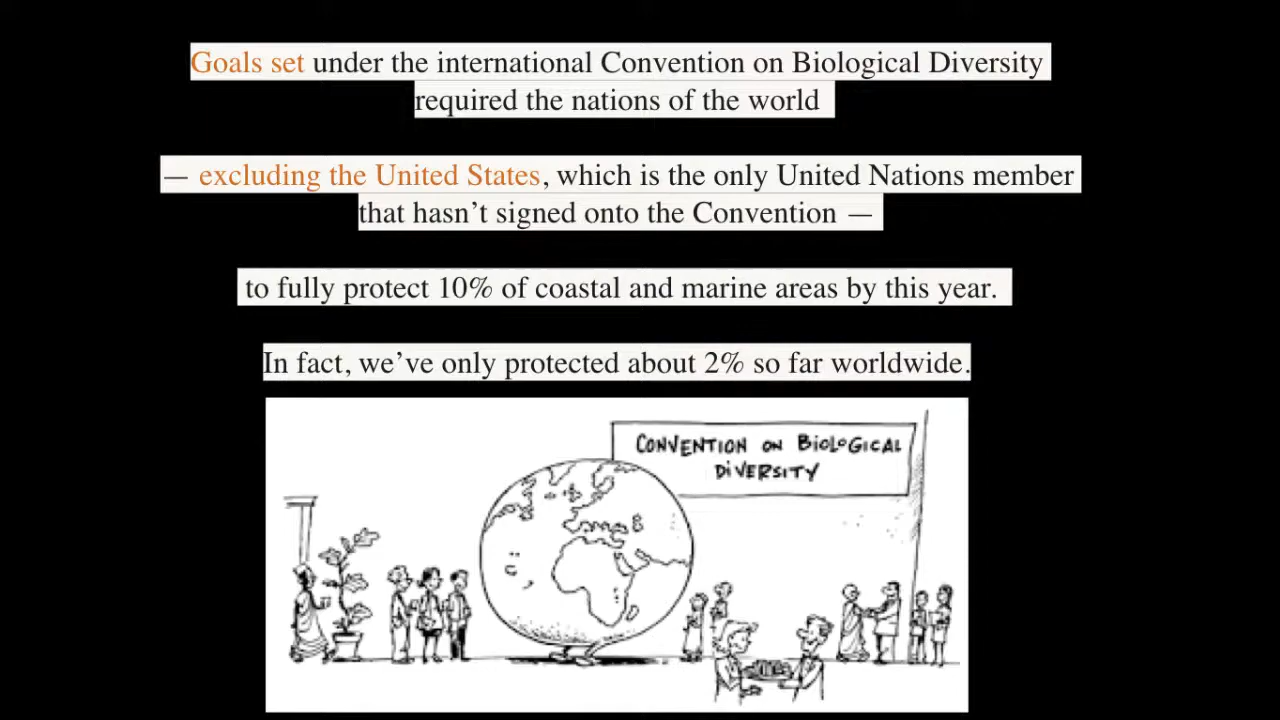 Goals set under the international Convention on Biological Diversity
required the nations of the world
— excluding the United States, which is the only United Nations member
that hasn’t signed onto the Convention —
to fully protect 10% of coastal and marine areas by this year.
In fact, we’ve only protected about 2% so far worldwide.
CONVENTION ON BiOLOGICAL
DiVERSITY